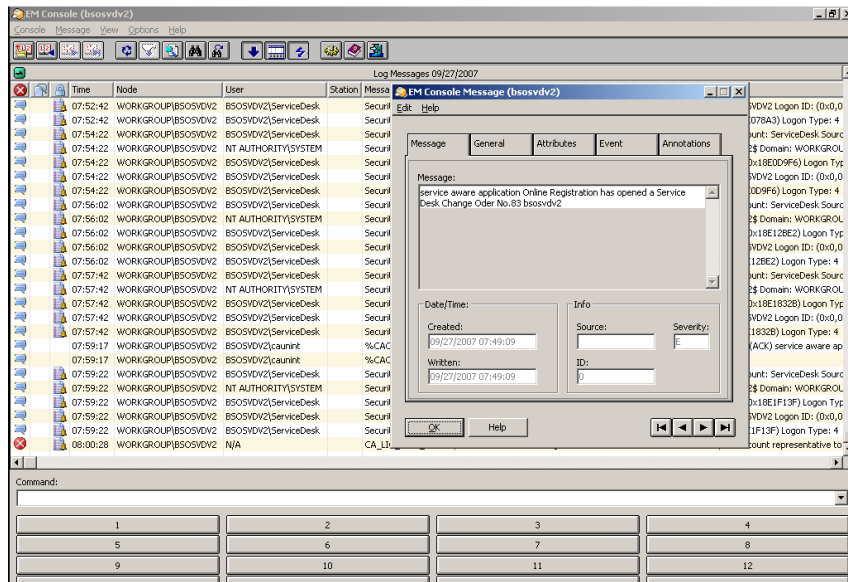 EM Console (bsosvdv2)
Console Message View Options Help
Log Messages 09/27/2007
Time Node User Station Messa
07:52:42 WORKGROUP\BSOSVDV2 BSOSVDV2\ServiceDesk Securi SVDV2 Logon ID: (0x0,0
07:52:42 WORKGROUP\BSOSVDV2 BSOSVDV2\ServiceDesk Securi 078A3) Logon Type: 4
07:54:22 WORKGROUP\BSOSVDV2 BSOSVDV2\ServiceDesk Securi ount: ServiceDesk Sourc
07:54:22 WORKGROUP\BSOSVDV2 NT AUTHORITY\SYSTEM Securi 2$ Domain: WORKGROU
07:54:22 WORKGROUP\BSOSVDV2 BSOSVDV2\ServiceDesk Securi 0x18E0D9F6) Logon Typ
07:54:22 WORKGROUP\BSOSVDV2 BSOSVDV2\ServiceDesk Securi SVDV2 Logon ID: (0x0,0
07:54:22 WORKGROUP\BSOSVDV2 BSOSVDV2\ServiceDesk Securi 0D9F6) Logon Type: 4
07:56:02 WORKGROUP\BSOSVDV2 BSOSVDV2\ServiceDesk Securi ount: ServiceDesk Sourc
07:56:02 WORKGROUP\BSOSVDV2 NT AUTHORITY\SYSTEM Securi 2$ Domain: WORKGROU
07:56:02 WORKGROUP\BSOSVDV2 BSOSVDV2\ServiceDesk Securi 0x18E12BE2) Logon Typ
07:56:02 WORKGROUP\BSOSVDV2 BSOSVDV2\ServiceDesk Securi SVDV2 Logon ID: (0x0,0
07:56:02 WORKGROUP\BSOSVDV2 BSOSVDV2\ServiceDesk Securi 12BE2) Logon Type: 4
07:57:42 WORKGROUP\BSOSVDV2 BSOSVDV2\ServiceDesk Securi ount: ServiceDesk Sourc
07:57:42 WORKGROUP\BSOSVDV2 NT AUTHORITY\SYSTEM Securi 2$ Domain: WORKGROU
07:57:42 WORKGROUP\BSOSVDV2 BSOSVDV2\ServiceDesk Securi 0x18E1832B) Logon Typ
07:57:42 WORKGROUP\BSOSVDV2 BSOSVDV2\ServiceDesk Securi SVDV2 Logon ID: (0x0,0
07:57:42 WORKGROUP\BSOSVDV2 BSOSVDV2\ServiceDesk Securi 1832B) Logon Type: 4
07:59:17 WORKGROUP\BSOSVDV2 BSOSVDV2\caunint %CAC (ACK) service aware ap
07:59:17 WORKGROUP\BSOSVDV2 BSOSVDV2\caunint %CAC
07:59:22 WORKGROUP\BSOSVDV2 BSOSVDV2\ServiceDesk Securi ount: ServiceDesk Sourc
07:59:22 WORKGROUP\BSOSVDV2 NT AUTHORITY\SYSTEM Securi 2$ Domain: WORKGROU
07:59:22 WORKGROUP\BSOSVDV2 BSOSVDV2\ServiceDesk Securi 0x18E1F13F) Logon Typ
07:59:22 WORKGROUP\BSOSVDV2 BSOSVDV2\ServiceDesk Securi SVDV2 Logon ID: (0x0,0
07:59:22 WORKGROUP\BSOSVDV2 BSOSVDV2\ServiceDesk Securi 1F13F) Logon Type: 4
08:00:28 WORKGROUP\BSOSVDV2 N/A count representative to
EM Console Message (bsosvdv2)
Edit Help
Message General Attributes Event Annotations
Message:
service aware application Online Registration has opened a Service
Desk Change Oder No.83 bsosvdv2
Date/Time:
Created:
09/27/2007 07:49:09
Written:
09/27/2007 07:49:09
Info
Source: Severity:
E
ID:
0
OK Help
Command:
1 2 3 4
5 6 7 8
9 10 11 12